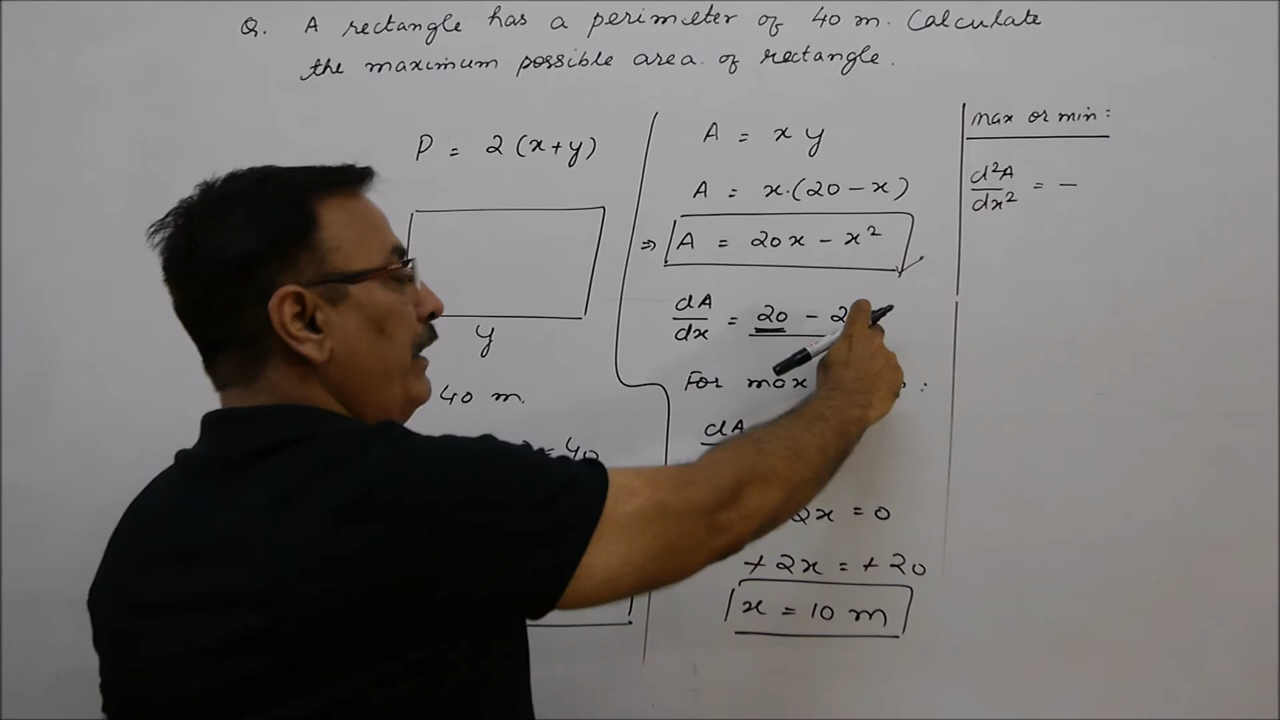 Q. A rectangle has a perimeter of 40 m. Calculate
the maximum possible area of rectangle.
P = 2 (x+y)
y
40 m.
= 40
A = x y
A = x.(20 - x)
⇒ A = 20x - x²
dA/dx = 20 - 2
For max :
dA
2x = 0
+ 2x = + 20
x = 10 m
max or min :
d²A/dx² = -